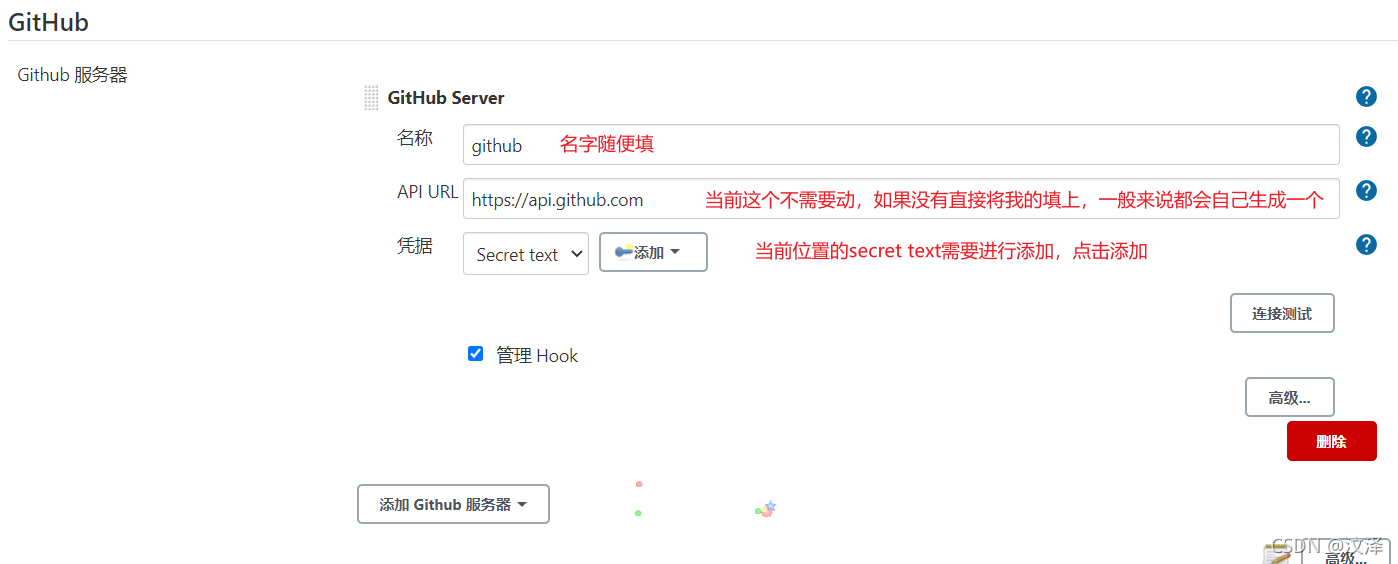 GitHub
Github 服务器
GitHub Server
名称
github
名字随便填
API URL
https://api.github.com
当前这个不需要动，如果没有直接将我的填上，一般来说都会自己生成一个
凭据
Secret text
添加
当前位置的secret text需要进行添加，点击添加
连接测试
管理 Hook
高级...
删除
添加 Github 服务器
CSDN @汶泽
高级...